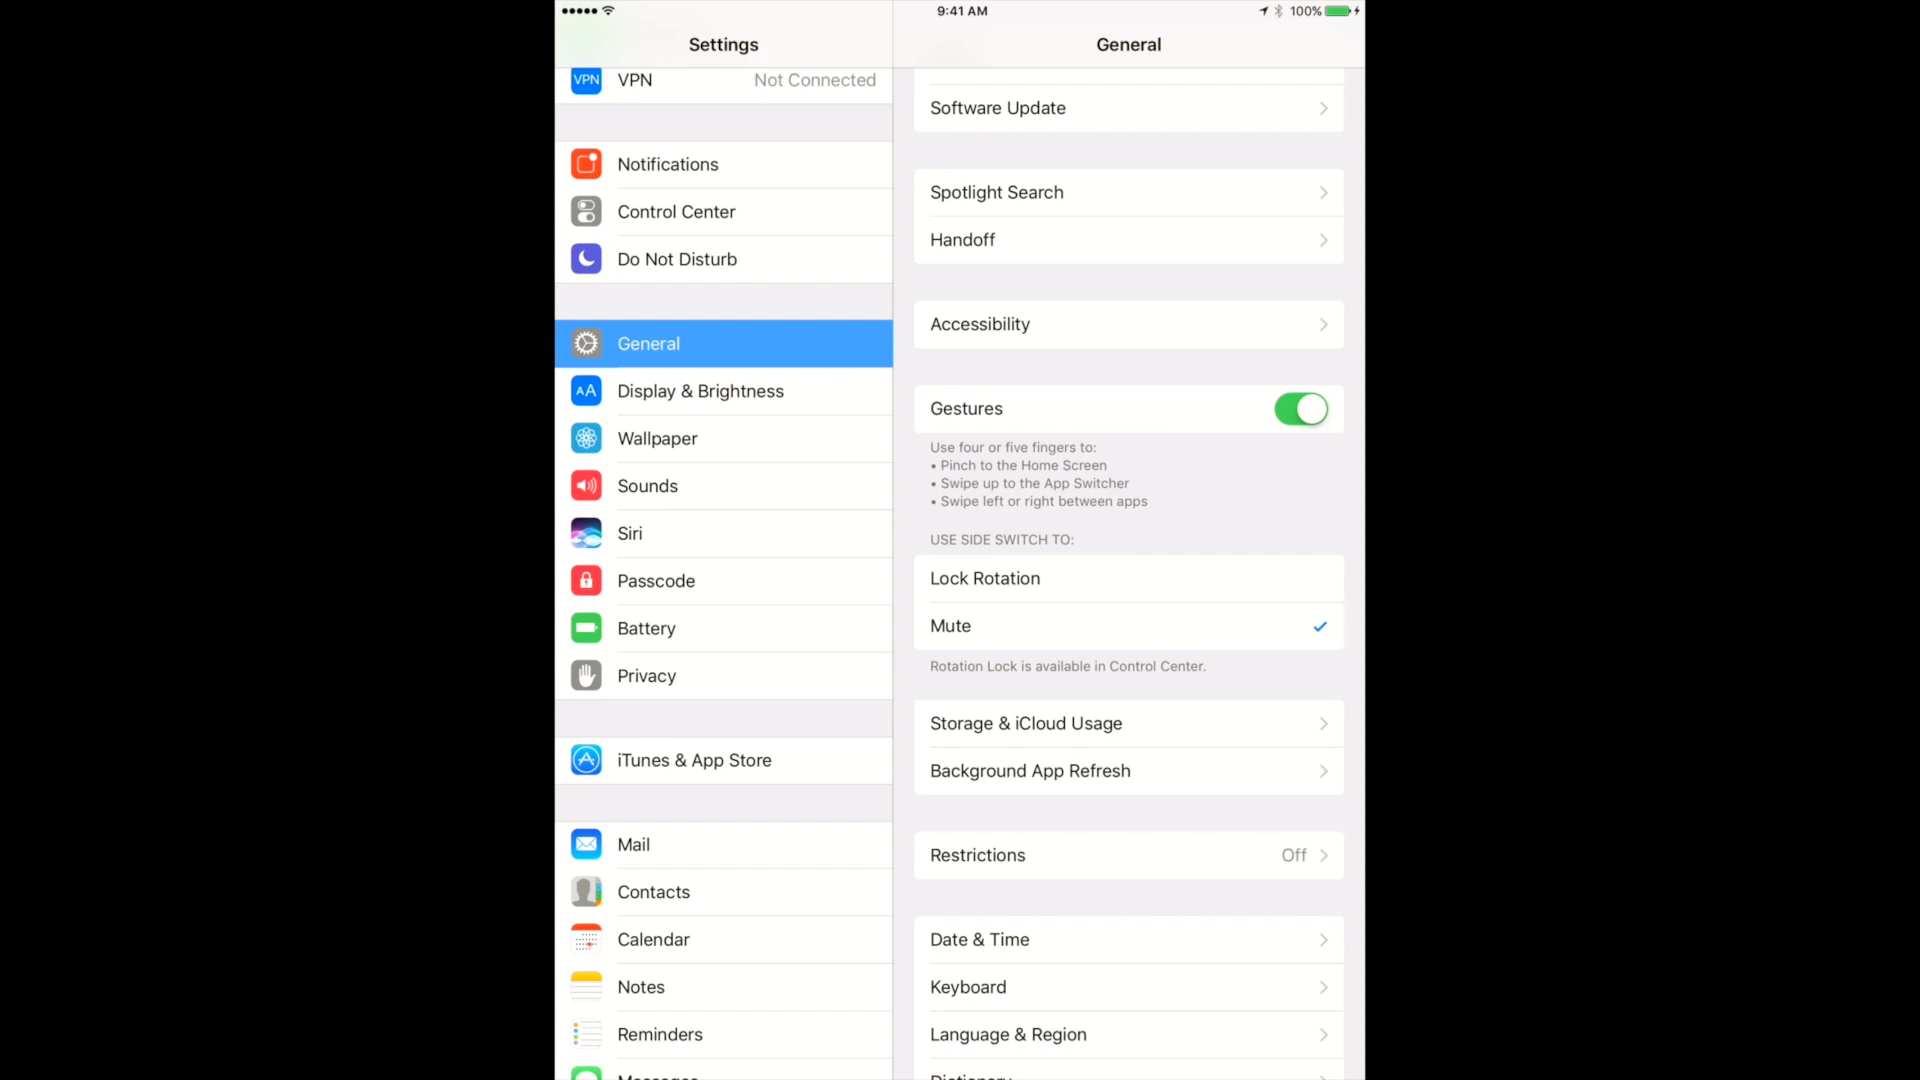 9:41 AM
100%
Settings
General
VPN
VPN Not Connected
Notifications
Control Center
Do Not Disturb
General
AA
Display & Brightness
Wallpaper
Sounds
Siri
Passcode
Battery
Privacy
iTunes & App Store
Mail
Contacts
Calendar
Notes
Reminders
Messages
Software Update
Spotlight Search
Handoff
Accessibility
Gestures
Use four or five fingers to:
• Pinch to the Home Screen
• Swipe up to the App Switcher
• Swipe left or right between apps
USE SIDE SWITCH TO:
Lock Rotation
Mute
Rotation Lock is available in Control Center.
Storage & iCloud Usage
Background App Refresh
Restrictions Off
Date & Time
Keyboard
Language & Region
Dictionary